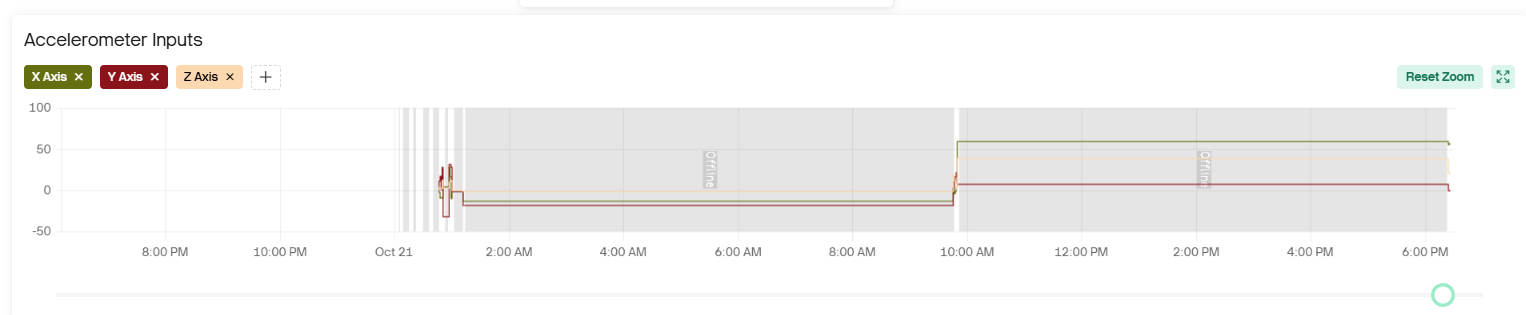 Accelerometer Inputs
X Axis ×
Y Axis ×
Z Axis ×
+
Reset Zoom
100
50
0
-50
Offline
Offline
8:00 PM
10:00 PM
Oct 21
2:00 AM
4:00 AM
6:00 AM
8:00 AM
10:00 AM
12:00 PM
2:00 PM
4:00 PM
6:00 PM